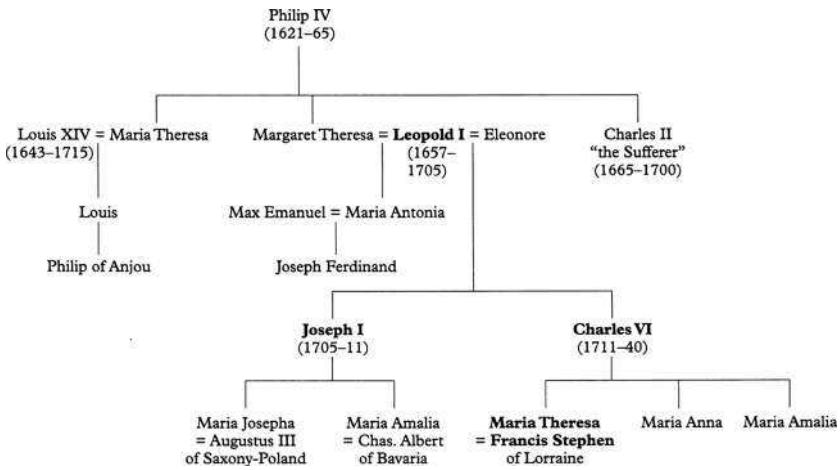 Philip IV
(1621–65)
Louis XIV = Maria Theresa
(1643–1715)
Margaret Theresa = Leopold I = Eleonore
(1657–
1705)
Charles II
"the Sufferer"
(1665–1700)
Louis
Max Emanuel = Maria Antonia
Philip of Anjou
Joseph Ferdinand
Joseph I
(1705–11)
Charles VI
(1711–40)
Maria Josepha
= Augustus III
of Saxony-Poland
Maria Amalia
= Chas. Albert
of Bavaria
Maria Theresa
= Francis Stephen
of Lorraine
Maria Anna
Maria Amalia